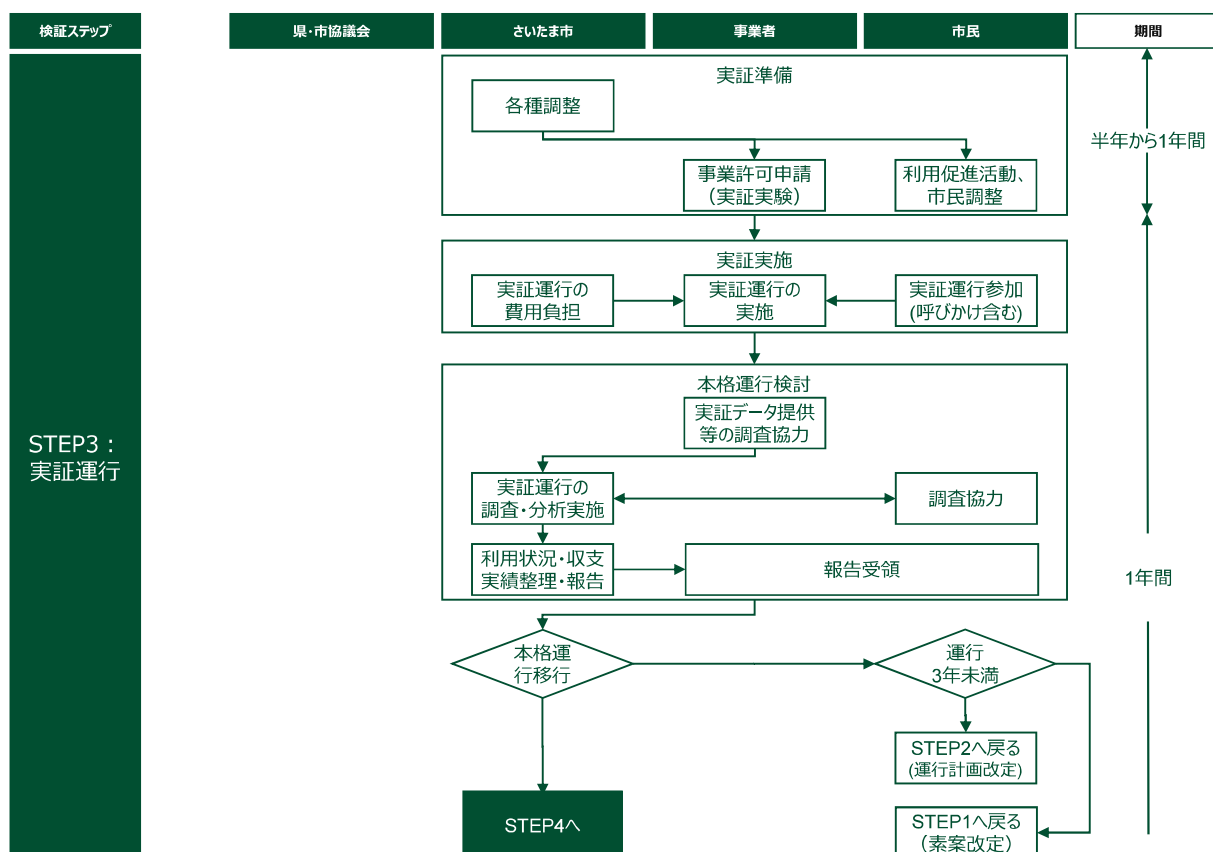 検証ステップ
県・市協議会
さいたま市
事業者
市民
期間
STEP3：
実証運行
実証準備
各種調整
事業許可申請
（実証実験）
利用促進活動、
市民調整
半年から1年間
実証実施
実証運行の
費用負担
実証運行の
実施
実証運行参加
(呼びかけ含む)
本格運行検討
実証データ提供
等の調査協力
実証運行の
調査・分析実施
調査協力
利用状況・収支
実績整理・報告
報告受領
1年間
本格運
行移行
運行
3年未満
STEP2へ戻る
(運行計画改定)
STEP4へ
STEP1へ戻る
（素案改定）